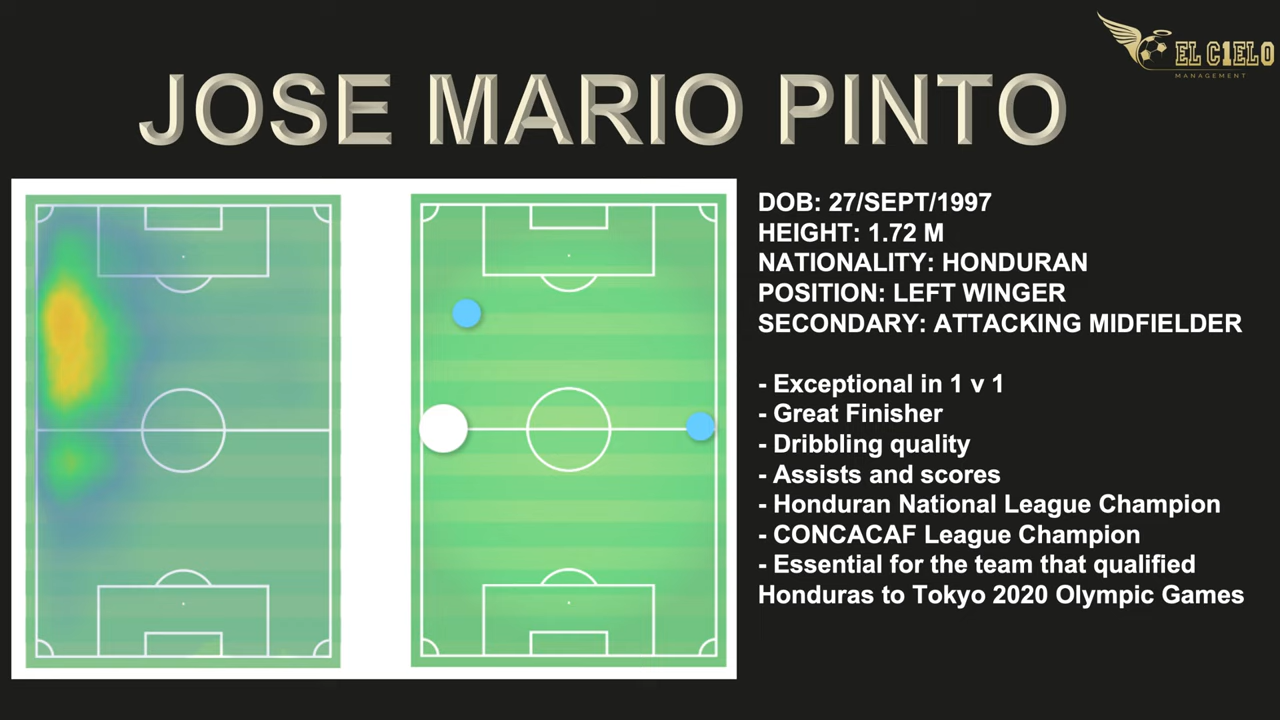 EL C1ELO
MANAGEMENT
JOSE MARIO PINTO
DOB: 27/SEPT/1997
HEIGHT: 1.72 M
NATIONALITY: HONDURAN
POSITION: LEFT WINGER
SECONDARY: ATTACKING MIDFIELDER
- Exceptional in 1 v 1
- Great Finisher
- Dribbling quality
- Assists and scores
- Honduran National League Champion
- CONCACAF League Champion
- Essential for the team that qualified
Honduras to Tokyo 2020 Olympic Games